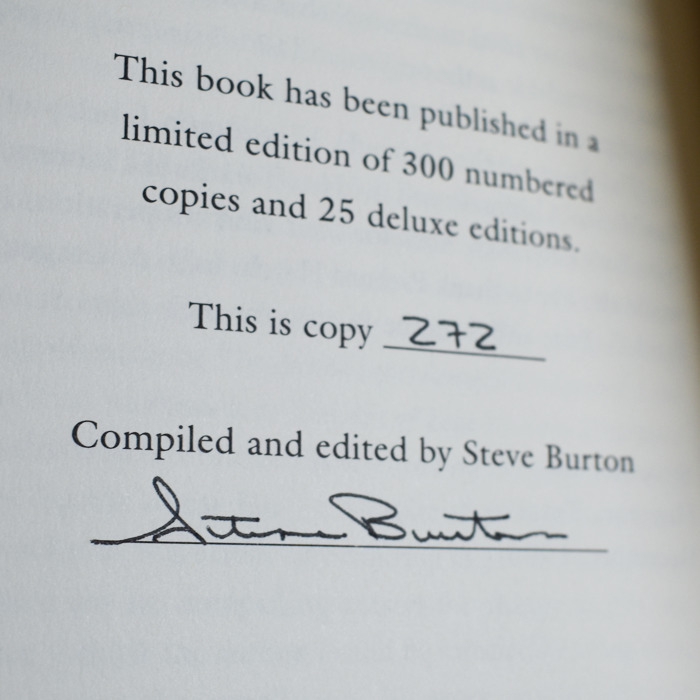 This book has been published in a
limited edition of 300 numbered
copies and 25 deluxe editions.
This is copy 272
Compiled and edited by Steve Burton
Steve Burton